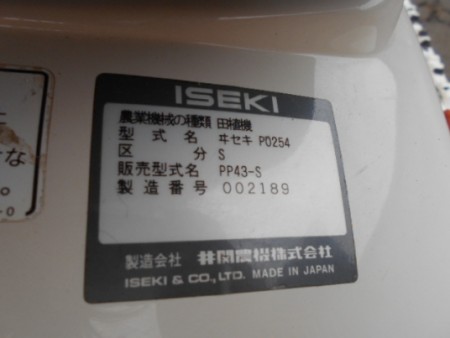 ISEKI
農業機械の種類 田植機
型式名 ヰセキ PD254
区分 S
販売型式名 PP43-S
製造番号 002189
製造会社 井関農機株式会社
ISEKI & CO., LTD. MADE IN JAPAN
な
。
-0